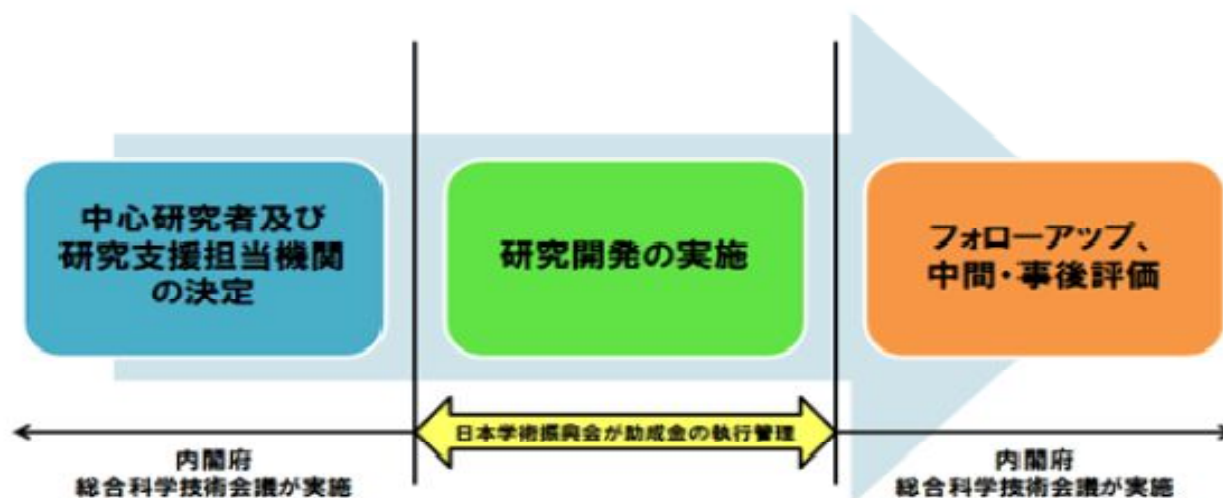 中心研究者及び
研究支援担当機関
の決定
研究開発の実施
フォローアップ、
中間・事後評価
日本学術振興会が助成金の執行管理
内閣府
総合科学技術会議が実施
内閣府
総合科学技術会議が実施